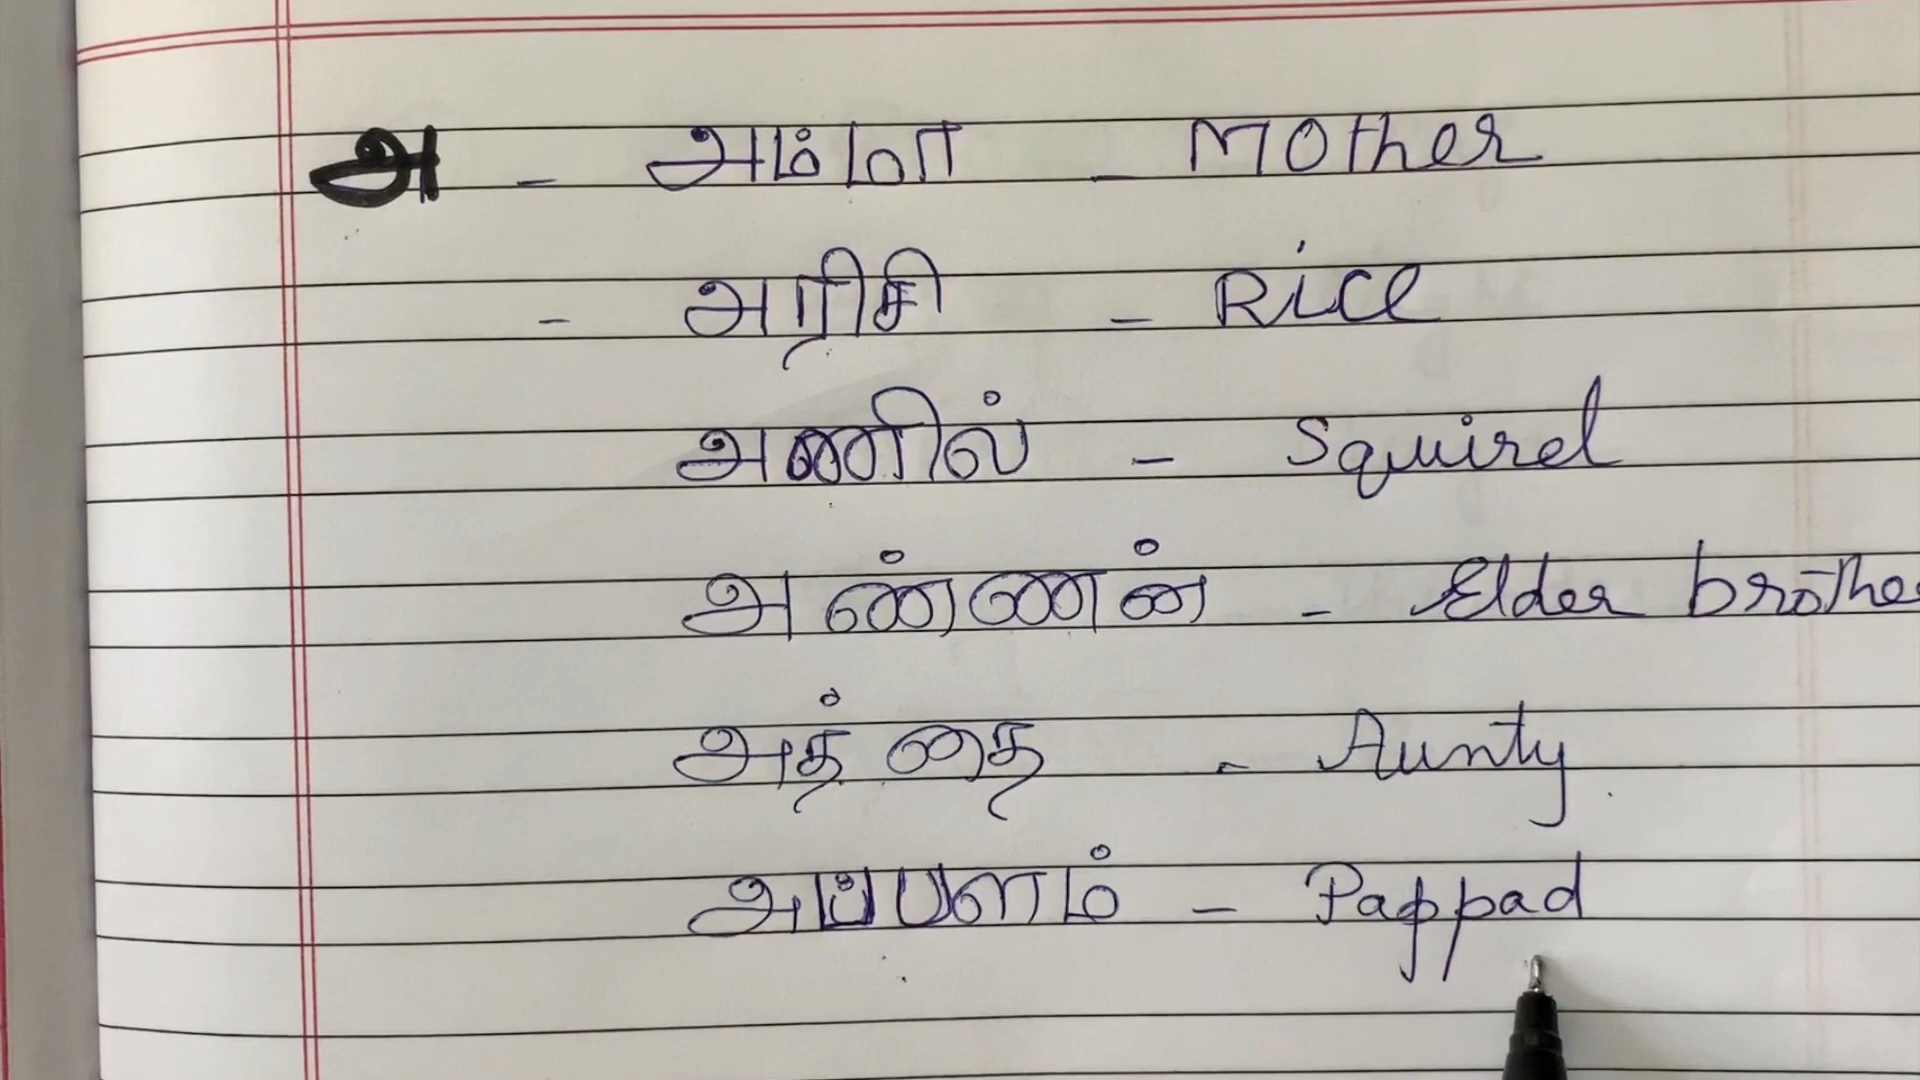 அ - அம்மா - Mother
- அரிசி - Rice
அணில் - Squirel
அண்ணன் - Elder brothe
அத்தை - Aunty
அப்பளம் - Pappad